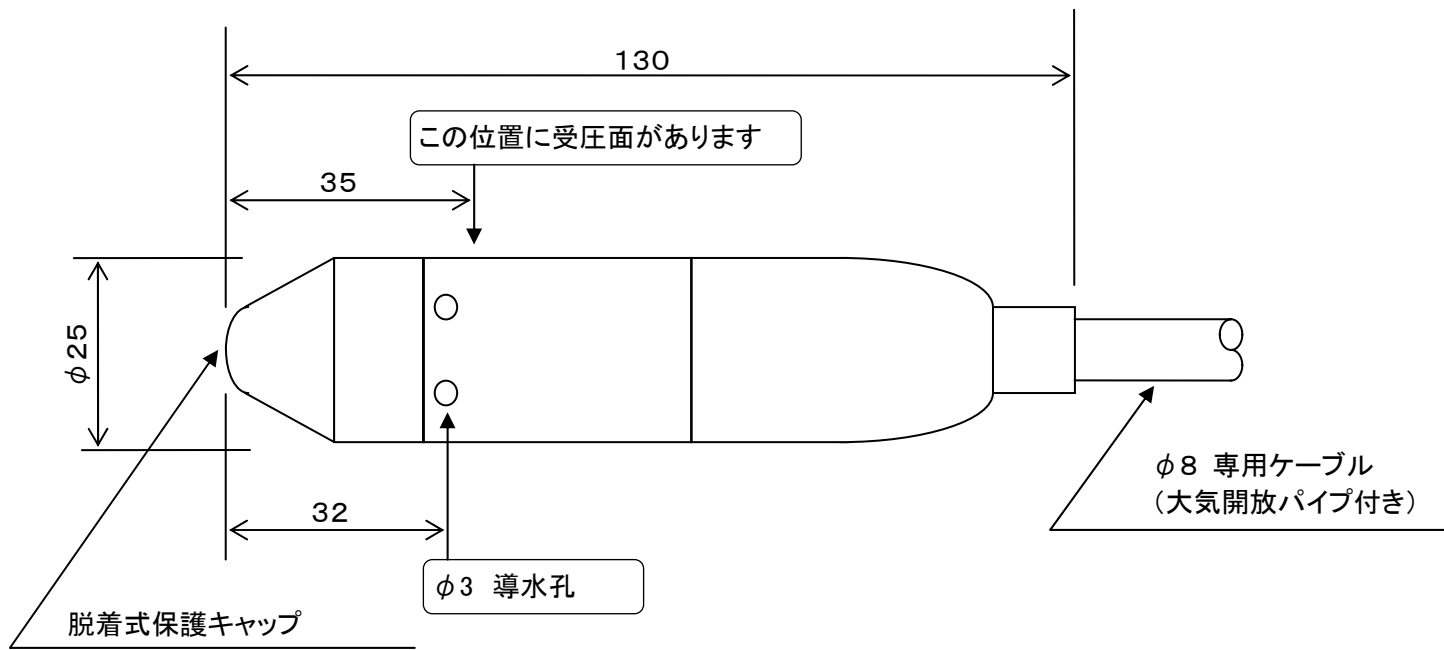 130
この位置に受圧面があります
35
φ25
φ8 専用ケーブル
(大気開放パイプ付き)
32
φ3 導水孔
脱着式保護キャップ